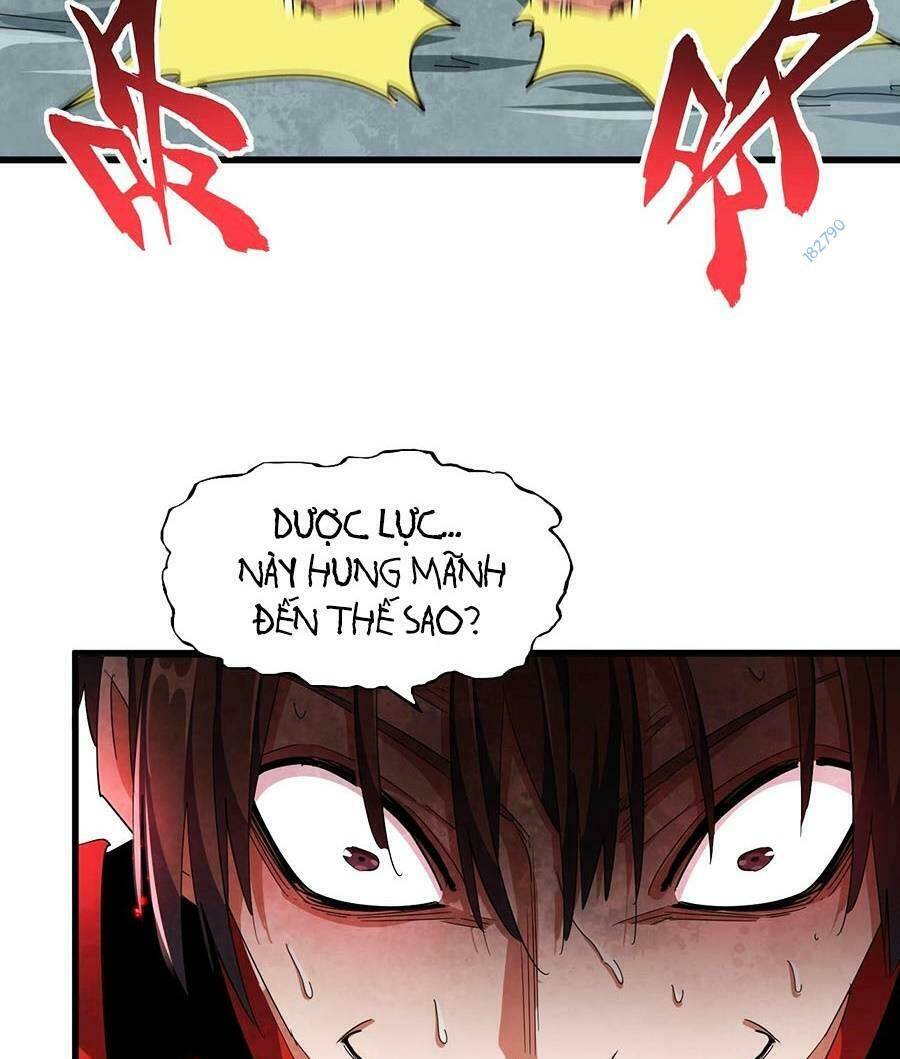 182790
DƯỢC LỰC...
NÀY HUNG MÃNH
ĐẾN THẾ SAO?